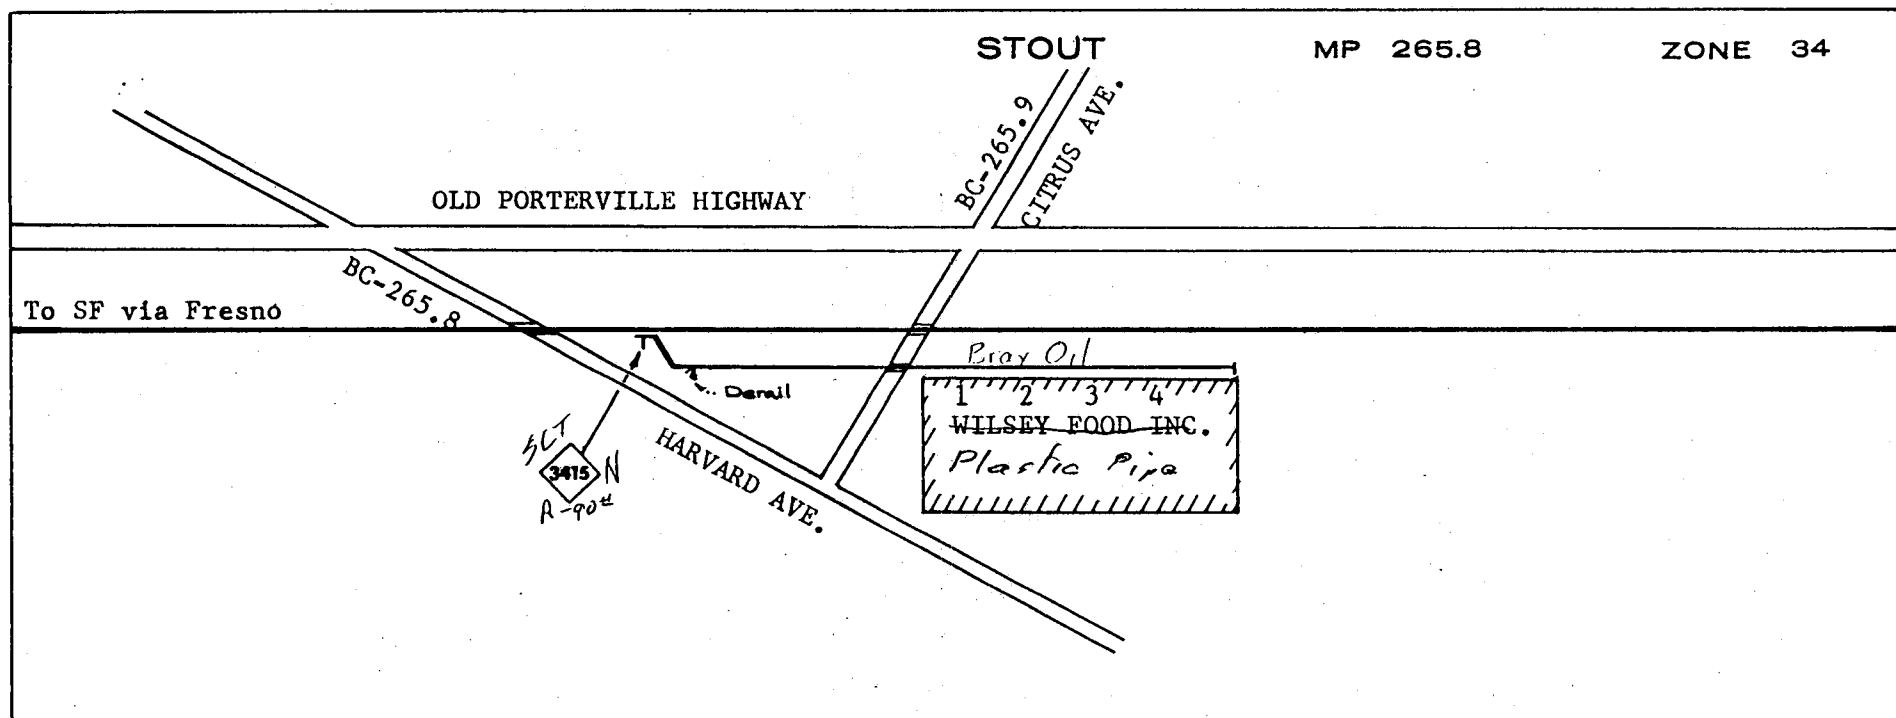 STOUT MP 265.8 ZONE 34
BC-265.9
CITRUS AVE.
OLD PORTERVILLE HIGHWAY
BC-265.8
To SF via Fresno
Bray Oil
Derail
1 2 3 4
WILSEY FOOD INC.
Plastic Pipe
SCT
3415 N
A-90#
HARVARD AVE.